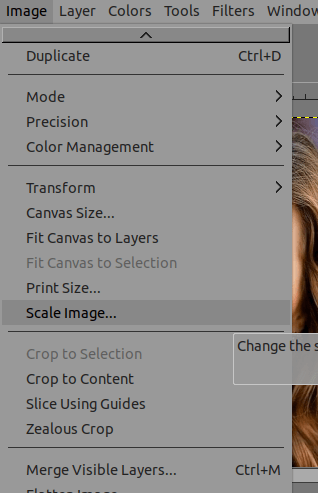 Image Layer Colors Tools Filters Window
Duplicate Ctrl+D
Mode
Precision
Color Management
Transform
Canvas Size...
Fit Canvas to Layers
Fit Canvas to Selection
Print Size...
Scale Image...
Change the s
Crop to Selection
Crop to Content
Slice Using Guides
Zealous Crop
Merge Visible Layers... Ctrl+M
Flatten Image